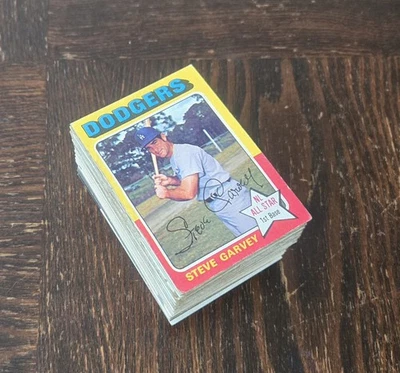 DODGERS
Steve Garvey
NL
ALL STAR
1st Base
STEVE GARVEY